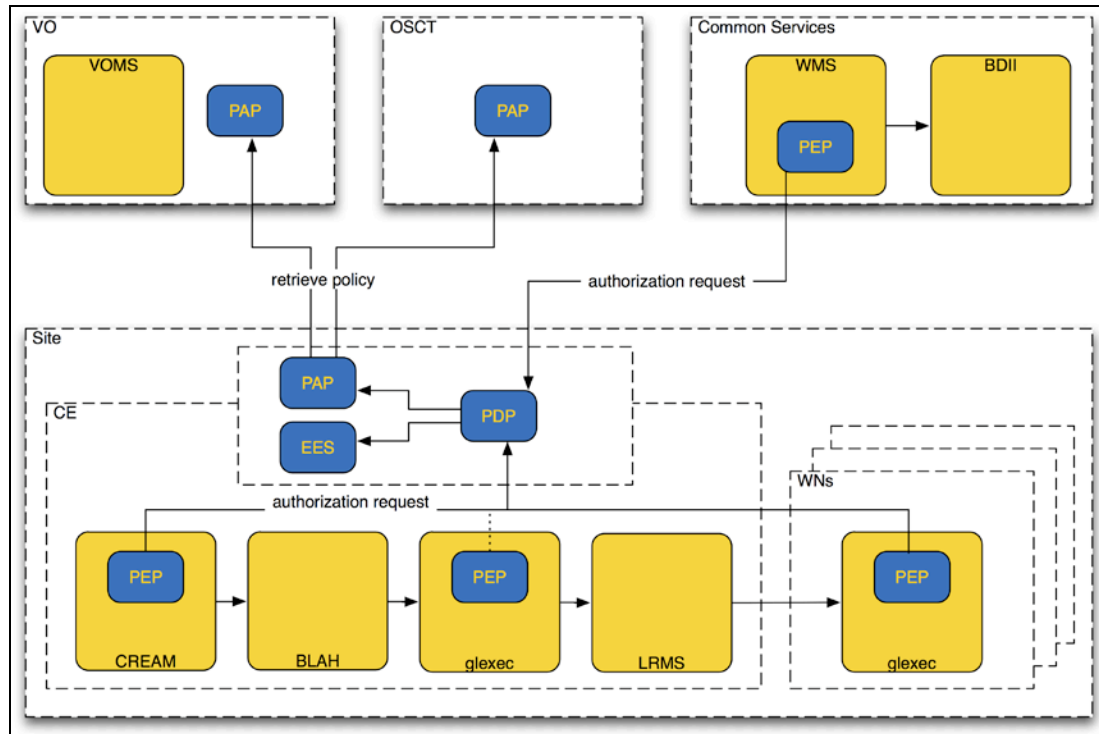 VO
OSCT
Common Services
VOMS
PAP
PAP
WMS
BDII
PEP
retrieve policy
authorization request
Site
PAP
CE
PDP
EES
WNs
authorization request
PEP
PEP
PEP
CREAM
BLAH
glexec
LRMS
glexec